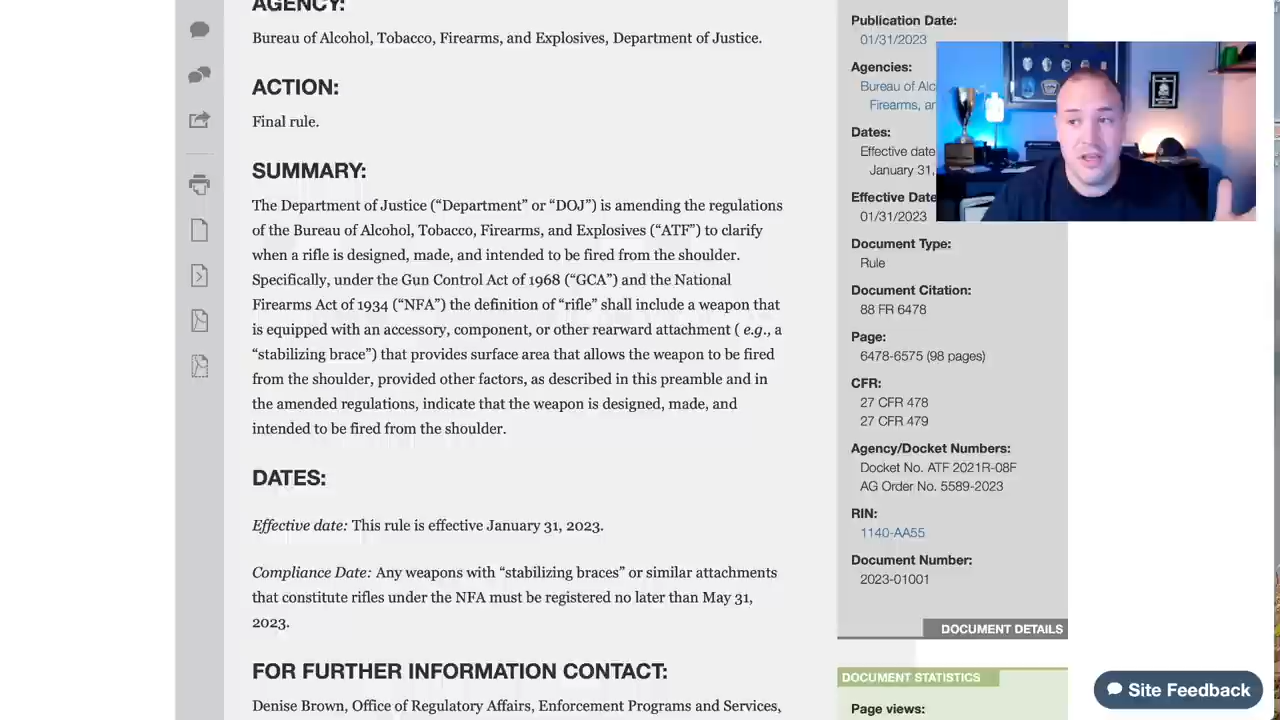 AGENCY:
Bureau of Alcohol, Tobacco, Firearms, and Explosives, Department of Justice.
ACTION:
Final rule.
SUMMARY:
The Department of Justice (“Department” or “DOJ”) is amending the regulations
of the Bureau of Alcohol, Tobacco, Firearms, and Explosives (“ATF”) to clarify
when a rifle is designed, made, and intended to be fired from the shoulder.
Specifically, under the Gun Control Act of 1968 (“GCA”) and the National
Firearms Act of 1934 (“NFA”) the definition of “rifle” shall include a weapon that
is equipped with an accessory, component, or other rearward attachment ( e.g., a
“stabilizing brace”) that provides surface area that allows the weapon to be fired
from the shoulder, provided other factors, as described in this preamble and in
the amended regulations, indicate that the weapon is designed, made, and
intended to be fired from the shoulder.
DATES:
Effective date: This rule is effective January 31, 2023.
Compliance Date: Any weapons with “stabilizing braces” or similar attachments
that constitute rifles under the NFA must be registered no later than May 31,
2023.
FOR FURTHER INFORMATION CONTACT:
Denise Brown, Office of Regulatory Affairs, Enforcement Programs and Services,
Publication Date:
01/31/2023
Agencies:
Bureau of Alc
Firearms, an
Dates:
Effective date
January 31,
Effective Date
01/31/2023
Document Type:
Rule
Document Citation:
88 FR 6478
Page:
6478-6575 (98 pages)
CFR:
27 CFR 478
27 CFR 479
Agency/Docket Numbers:
Docket No. ATF 2021R-08F
AG Order No. 5589-2023
RIN:
1140-AA55
Document Number:
2023-01001
DOCUMENT DETAILS
DOCUMENT STATISTICS
Page views:
Site Feedback